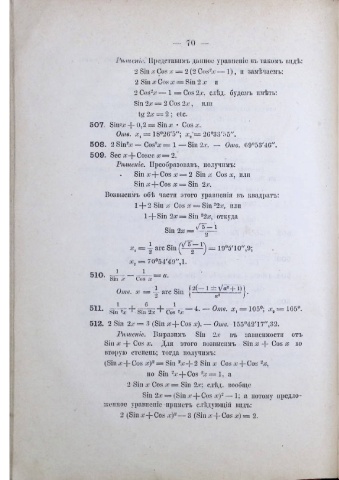 — 70 —
Рѣшеніе. Представимъ данное уравненіе въ такомъ видѣ:
2 Sin x Cos x = 2 (2 Cos²x — 1), и замѣчаемъ:
2 Sin x Cos x = Sin 2x и
2 Cos²x — 1 = Cos 2x. слѣд. будемъ имѣть:
Sin 2x = 2 Cos 2x, или
tg 2x = 2; etc.
507. Sin²x + 0,2 = Sin x · Cos x.
Отв. x₁ = 18°26'5"; x₂ =
508. 2 Sin²x — Cos²x = 1 — Sin 2x. — Отв. 69°53'46".
509. Sec x + Cosec x = 2.
Рѣшеніе. Преобразовавъ, получимъ:
Sin x + Cos x = 2 Sin x Cos x, или
Sin x + Cos x = Sin 2x.
Возвысимъ обѣ части этого уравненія въ квадратъ:
1 + 2 Sin x Cos x = Sin ²2x, или
1 + Sin 2x = Sin ²2x, откуда
Sin 2x = (√5 — 1)/2
x₁ = 1/2 arc Sin ((√5 — 1)/2) = 19°5'10",9;
x₂ = 70°54'49",1.
510. 1/Sin x — 1/Cos x = a.
Отв. x = 1/2 arc Sin {2(— 1 ± √a² + 1)/a²}.
511. 1/Sin ²x + 6/Sin 2x + 1/Cos ²x = 4. — Отв. x₁ = 105°; x₂ = 165°.
512. 2 Sin 2x = 3 (Sin x + Cos x). — Отв. 155°42'17",32.
Рѣшеніе. Выразимъ Sin 2x въ зависимости отъ
Sin x + Cos x. Для этого возвысимъ Sin x + Cos x во
вторую степень; тогда получимъ:
(Sin x + Cos x)² = Sin ²x + 2 Sin x Cos x + Cos ²x,
но Sin ²x + Cos ²x = 1, а
2 Sin x Cos x = Sin 2x; слѣд. вообще
Sin 2x = (Sin x + Cos x)² — 1; а потому предло-
женное уравненіе приметъ слѣдующій видъ:
2 (Sin x + Cos x)² — 3 (Sin x + Cos x) = 2.